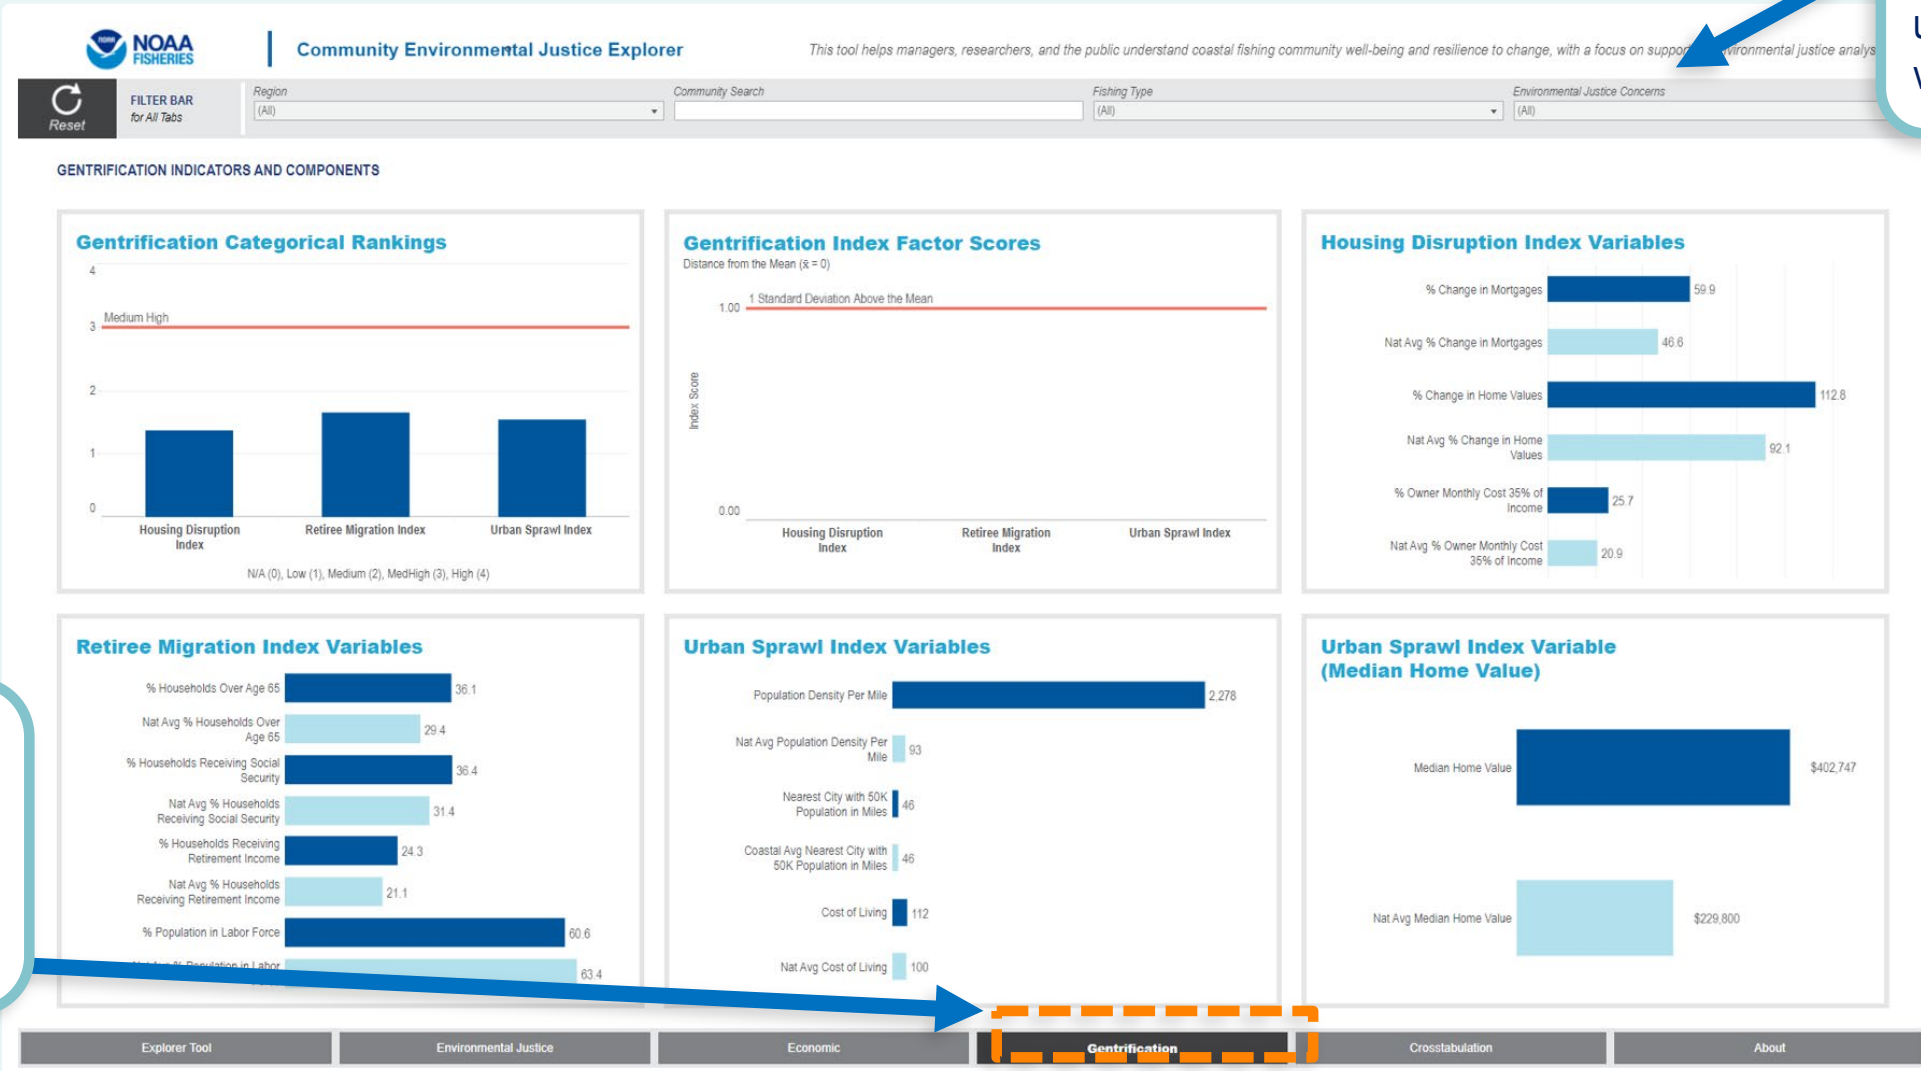 NOAA
FISHERIES
Community Environmental Justice Explorer
This tool helps managers, researchers, and the public understand coastal fishing community well-being and resilience to change, with a focus on environmental justice
Reset
FILTER BAR
for All Tabs
Region
(All)
Community Search
Fishing Type
(All)
Environmental Justice Concerns
(All)
GENTRIFICATION INDICATORS AND COMPONENTS
Gentrification Categorical Rankings
4
Medium High
3
2
1
0
Housing Disruption
Index
Retiree Migration Index
Urban Sprawl Index
N/A (0), Low (1), Medium (2), MedHigh (3), High (4)
Gentrification Index Factor Scores
Distance from the Mean (x̄ = 0)
1 Standard Deviation Above the Mean
1.00
Index Score
0.00
Housing Disruption
Index
Retiree Migration
Index
Urban Sprawl Index
Housing Disruption Index Variables
% Change in Mortgages
59.9
Nat Avg % Change in Mortgages
46.6
% Change in Home Values
112.8
Nat Avg % Change in Home
Values
92.1
% Owner Monthly Cost 35% of
Income
25.7
Nat Avg % Owner Monthly Cost
35% of Income
20.9
Retiree Migration Index Variables
% Households Over Age 65
36.1
Nat Avg % Households Over
Age 65
29.4
% Households Receiving Social
Security
36.4
Nat Avg % Households
Receiving Social Security
31.4
% Households Receiving
Retirement Income
24.3
Nat Avg % Households
Receiving Retirement Income
21.1
% Population in Labor Force
60.6
Nat Avg % Population in Labor
63.4
Urban Sprawl Index Variables
Population Density Per Mile
2,278
Nat Avg Population Density Per
Mile
93
Nearest City with 50K
Population in Miles
46
Coastal Avg Nearest City with
50K Population in Miles
46
Cost of Living
112
Nat Avg Cost of Living
100
Urban Sprawl Index Variable
(Median Home Value)
Median Home Value
$402,747
Nat Avg Median Home Value
$229,800
Explorer Tool
Environmental Justice
Economic
Gentrification
Crosstabulation
About